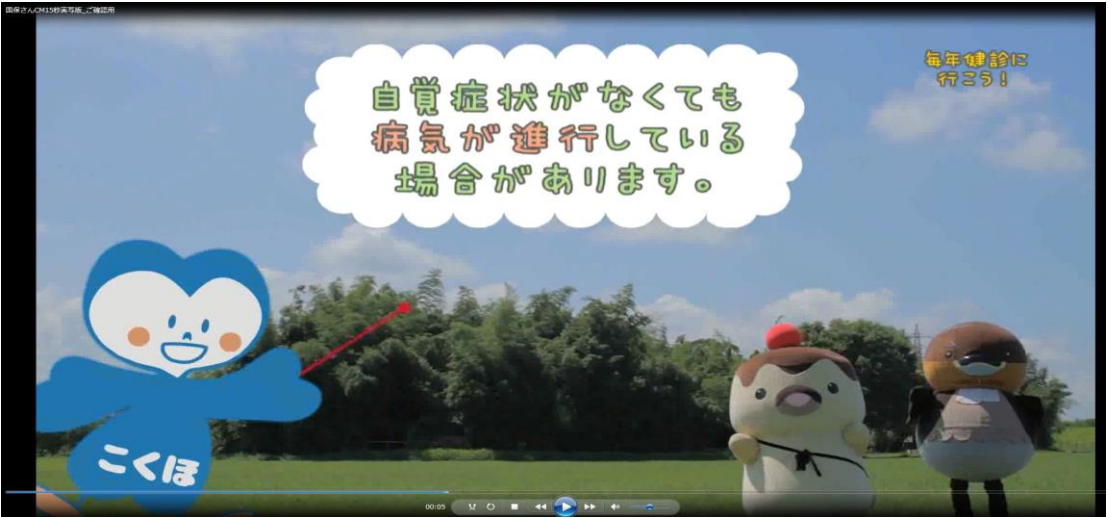 国保さんCM15秒実写版_ご確認用
毎年健診に
行こう！
自覚症状がなくても
病気が進行している
場合があります。
こくほ
00:05